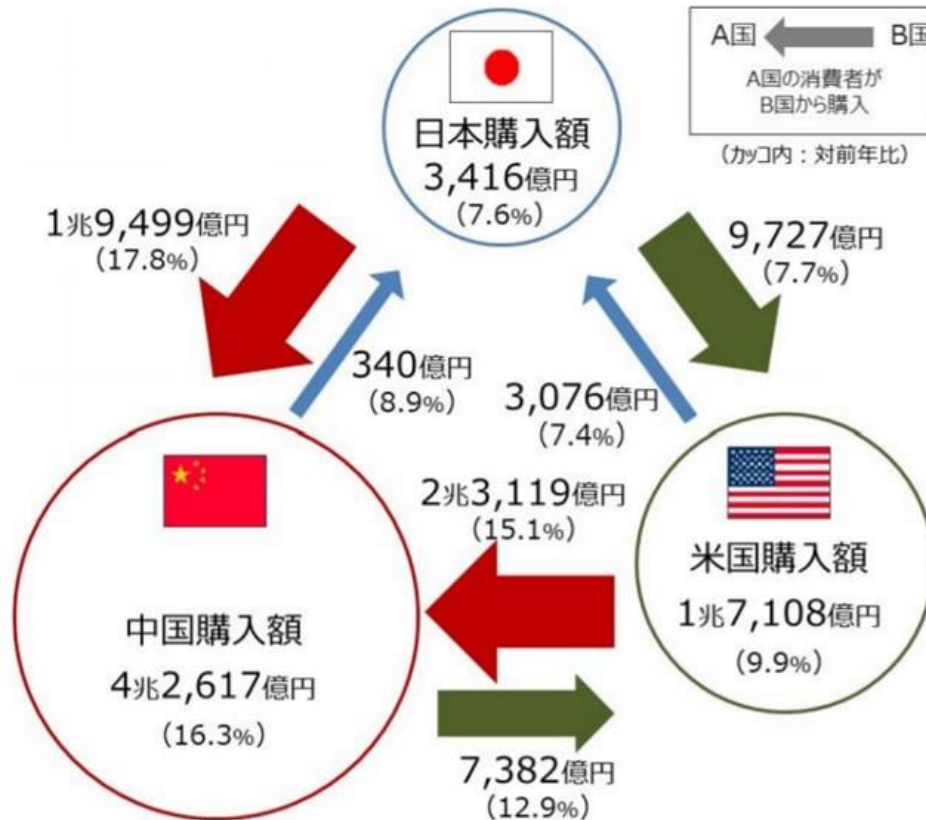 A国 B国
A国の消費者が
B国から購入
(カッコ内:対前年比)
日本購入額
3,416億円
(7.6%)
1兆9,499億円
(17.8%)
9,727億円
(7.7%)
340億円
(8.9%)
3,076億円
(7.4%)
2兆3,119億円
(15.1%)
中国購入額
4兆2,617億円
(16.3%)
米国購入額
1兆7,108億円
(9.9%)
7,382億円
(12.9%)